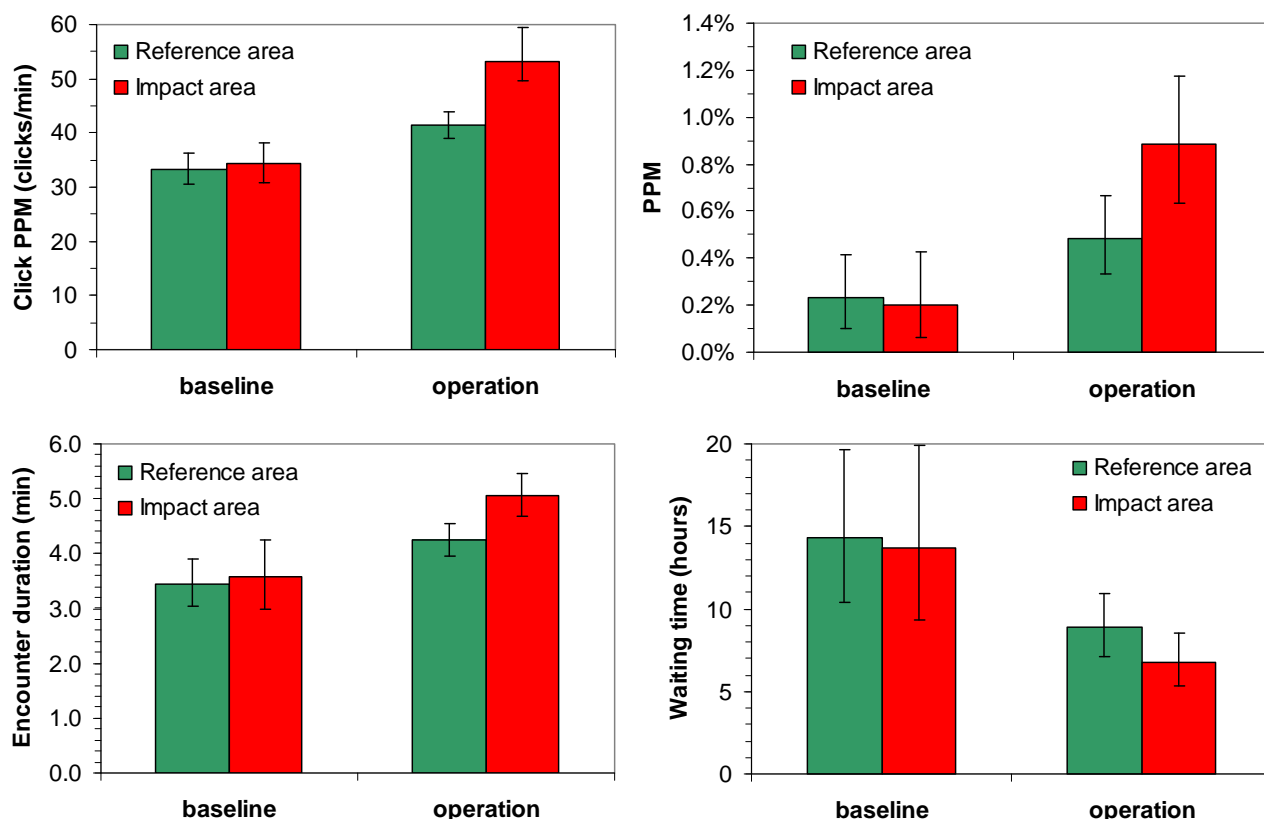 Click PPM (clicks/min)
60
50
40
30
20
10
0
Reference area
Impact area
baseline
operation
PPM
1.4%
1.2%
1.0%
0.8%
0.6%
0.4%
0.2%
0.0%
Reference area
Impact area
baseline
operation
Encounter duration (min)
6.0
5.0
4.0
3.0
2.0
1.0
0.0
Reference area
Impact area
baseline
operation
Waiting time (hours)
20
15
10
5
0
Reference area
Impact area
baseline
operation